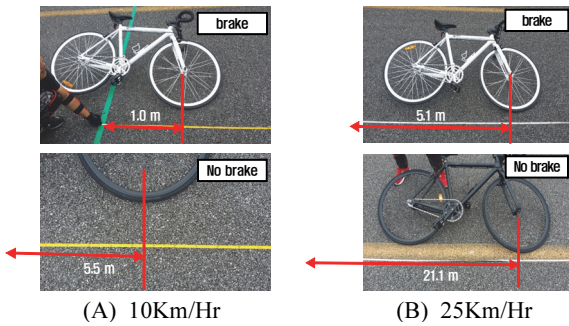 brake
1.0 m
No brake
5.5 m
(A) 10Km/Hr
brake
5.1 m
No brake
21.1 m
(B) 25Km/Hr